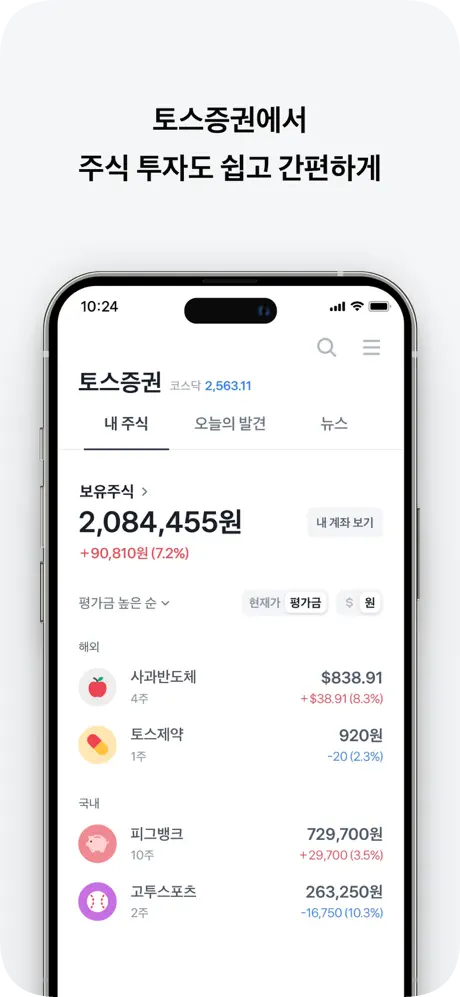 토스증권에서
주식 투자도 쉽고 간편하게
10:24
토스증권 코스닥 2,563.11
내 주식 오늘의 발견 뉴스
보유주식 >
2,084,455원 내 계좌 보기
+90,810원 (7.2%)
평가금 높은 순 현재가 평가금 $ 원
해외
사과반도체 $838.91
4주 +$38.91 (8.3%)
토스제약 920원
1주 -20 (2.3%)
국내
피그뱅크 729,700원
10주 +29,700 (3.5%)
고투스포츠 263,250원
2주 -16,750 (10.3%)